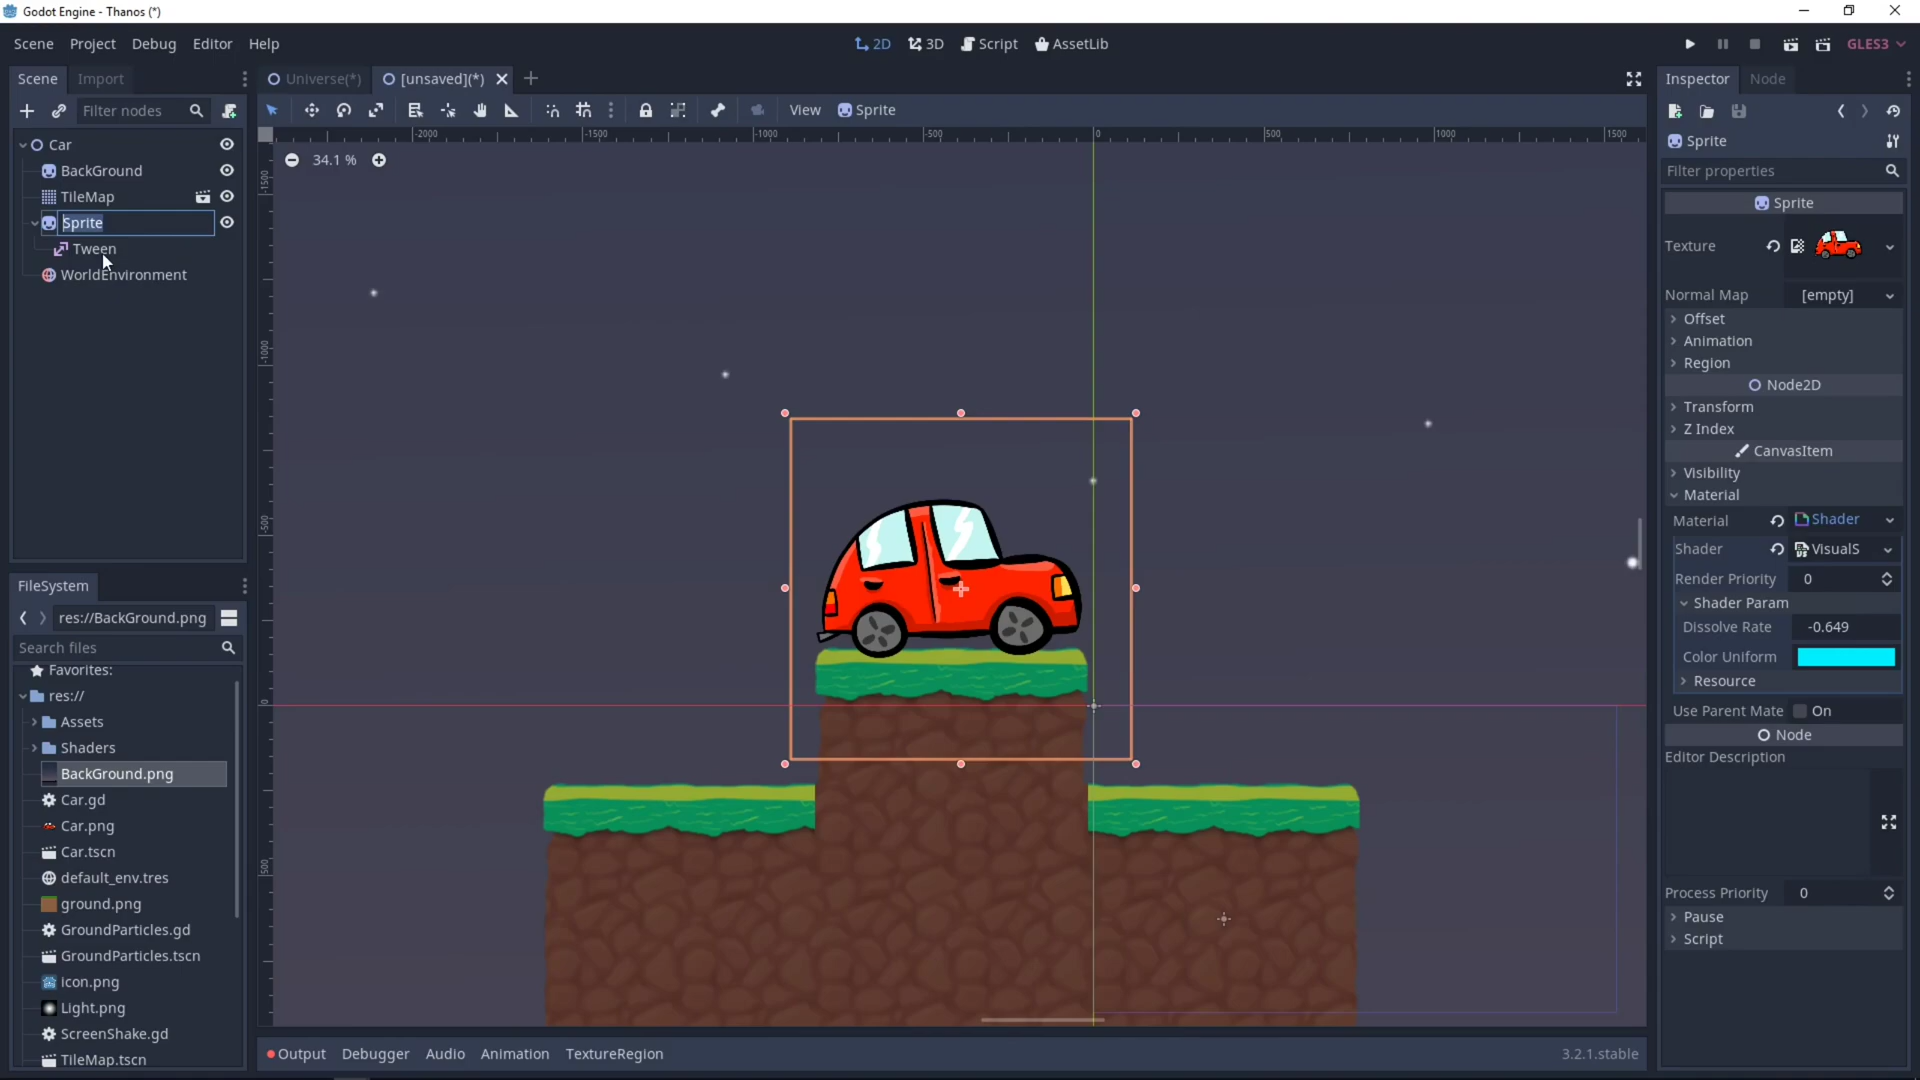 Godot Engine - Thanos (*)
Scene Project Debug Editor Help
2D 3D Script AssetLib
GLES3
Scene Import
Universe(*) [unsaved](*)
Inspector Node
Filter nodes
View Sprite
Sprite
Filter properties
Car
BackGround
TileMap
Sprite
Tween
WorldEnvironment
-2000 -1500 -1000 -500 0 500 1000 1500
34.1 %
-1500
-1000
-500
0
500
Sprite
Texture
Normal Map [empty]
Offset
Animation
Region
Node2D
Transform
Z Index
CanvasItem
Visibility
Material
Material Shader
Shader VisualS
Render Priority 0
Shader Param
Dissolve Rate -0.649
Color Uniform
Resource
Use Parent Mate On
Node
Editor Description
Process Priority 0
Pause
Script
FileSystem
res://BackGround.png
Search files
Favorites:
res://
Assets
Shaders
BackGround.png
Car.gd
Car.png
Car.tscn
default_env.tres
ground.png
GroundParticles.gd
GroundParticles.tscn
icon.png
Light.png
ScreenShake.gd
TileMap.tscn
Output Debugger Audio Animation TextureRegion
3.2.1.stable